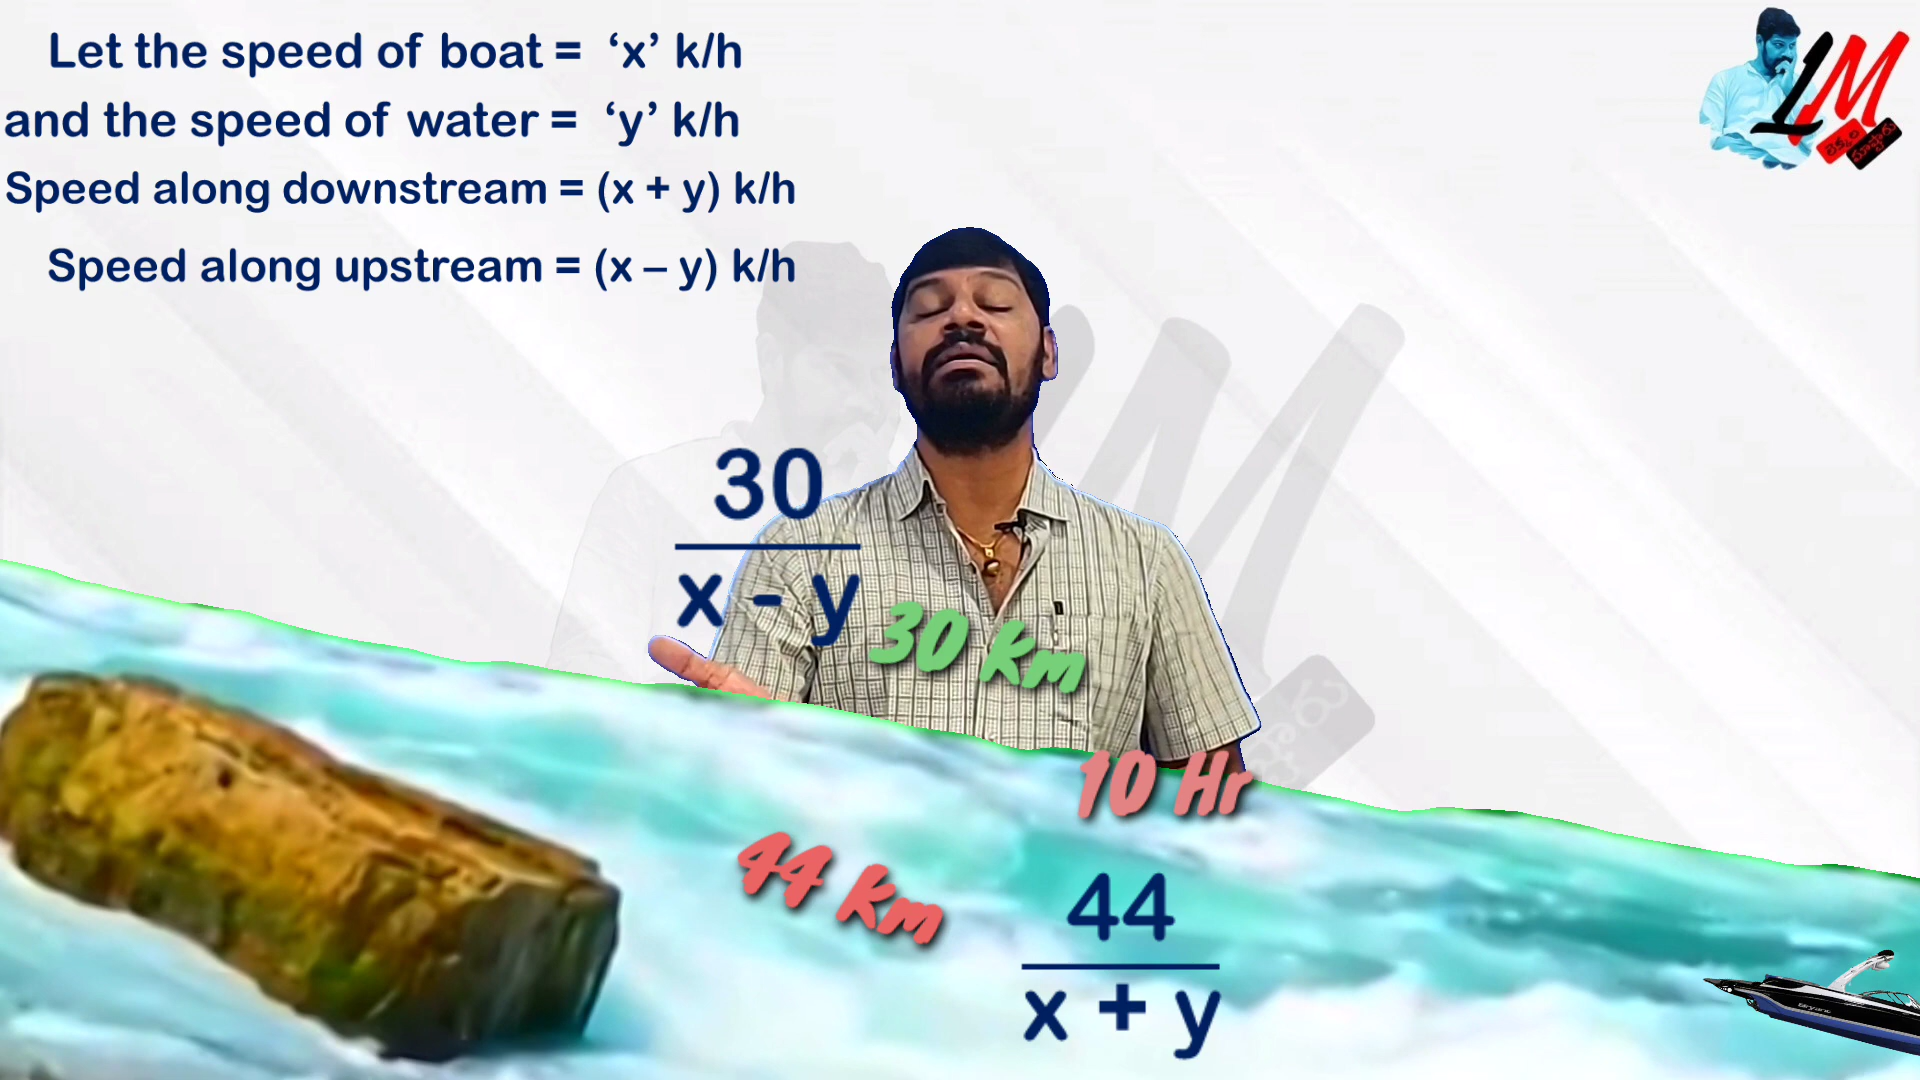 Let the speed of boat = ‘x’ k/h
and the speed of water = ‘y’ k/h
Speed along downstream = (x + y) k/h
Speed along upstream = (x – y) k/h
LM
30
x - y
30 Km
10 Hr
44 Km
44
x + y